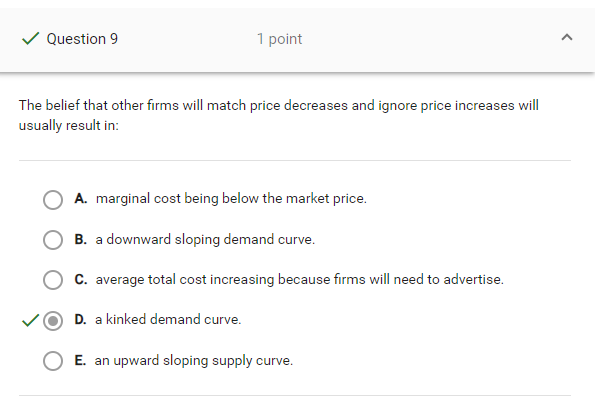 Question 9 1 point
The belief that other firms will match price decreases and ignore price increases will
usually result in:
A. marginal cost being below the market price.
B. a downward sloping demand curve.
C. average total cost increasing because firms will need to advertise.
D. a kinked demand curve.
E. an upward sloping supply curve.